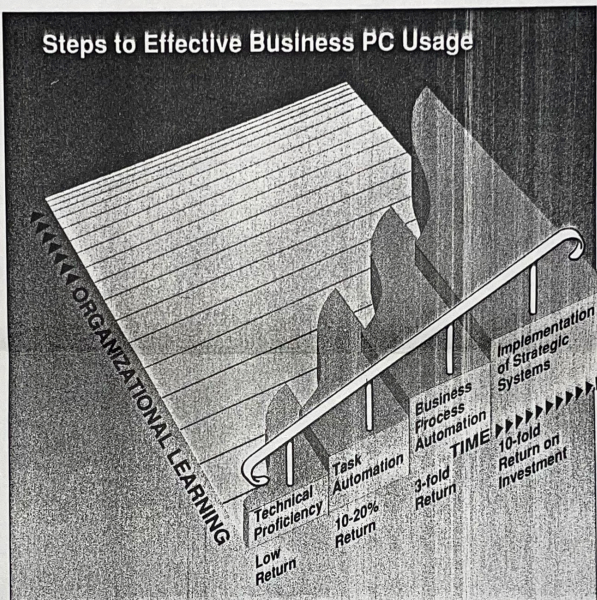 Steps to Effective Business PC Usage
ORGANIZATIONAL LEARNING
Technical
Proficiency
Low
Return
Task
Automation
10-20%
Return
Business
Process
Automation
3-fold
Return
Implementation
of Strategic
Systems
10-fold
Return on
Investment
TIME